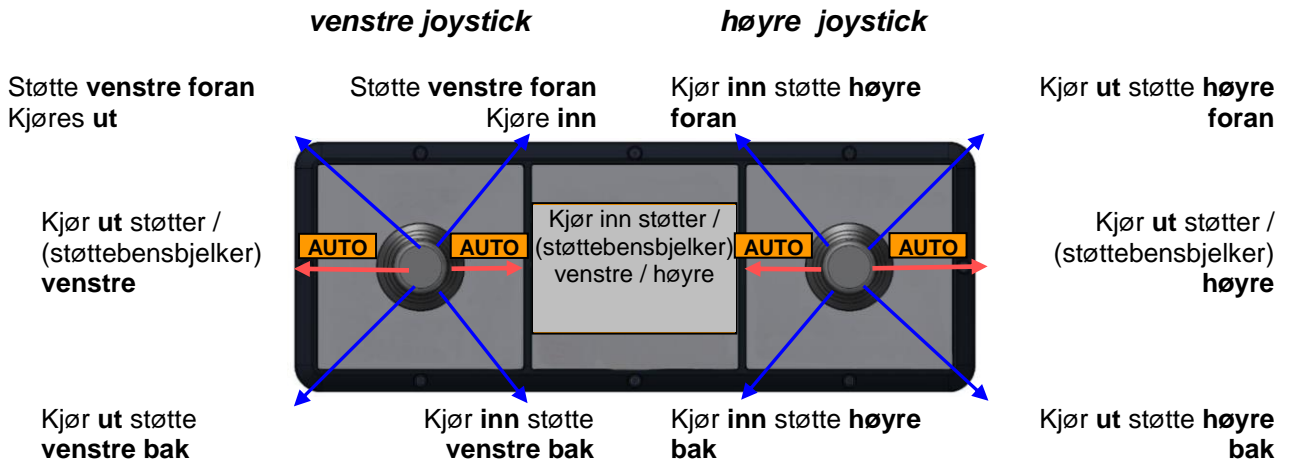 venstre joystick
høyre joystick
Støtte venstre foran
Kjøres ut
Støtte venstre foran
Kjøre inn
Kjør inn støtte høyre
foran
Kjør ut støtte høyre
foran
Kjør ut støtter /
(støttebensbjelker)
venstre
AUTO
AUTO
Kjør inn støtter /
(støttebensbjelker)
venstre / høyre
AUTO
AUTO
Kjør ut støtter /
(støttebensbjelker)
høyre
Kjør ut støtte
venstre bak
Kjør inn støtte
venstre bak
Kjør inn støtte høyre
bak
Kjør ut støtte høyre
bak